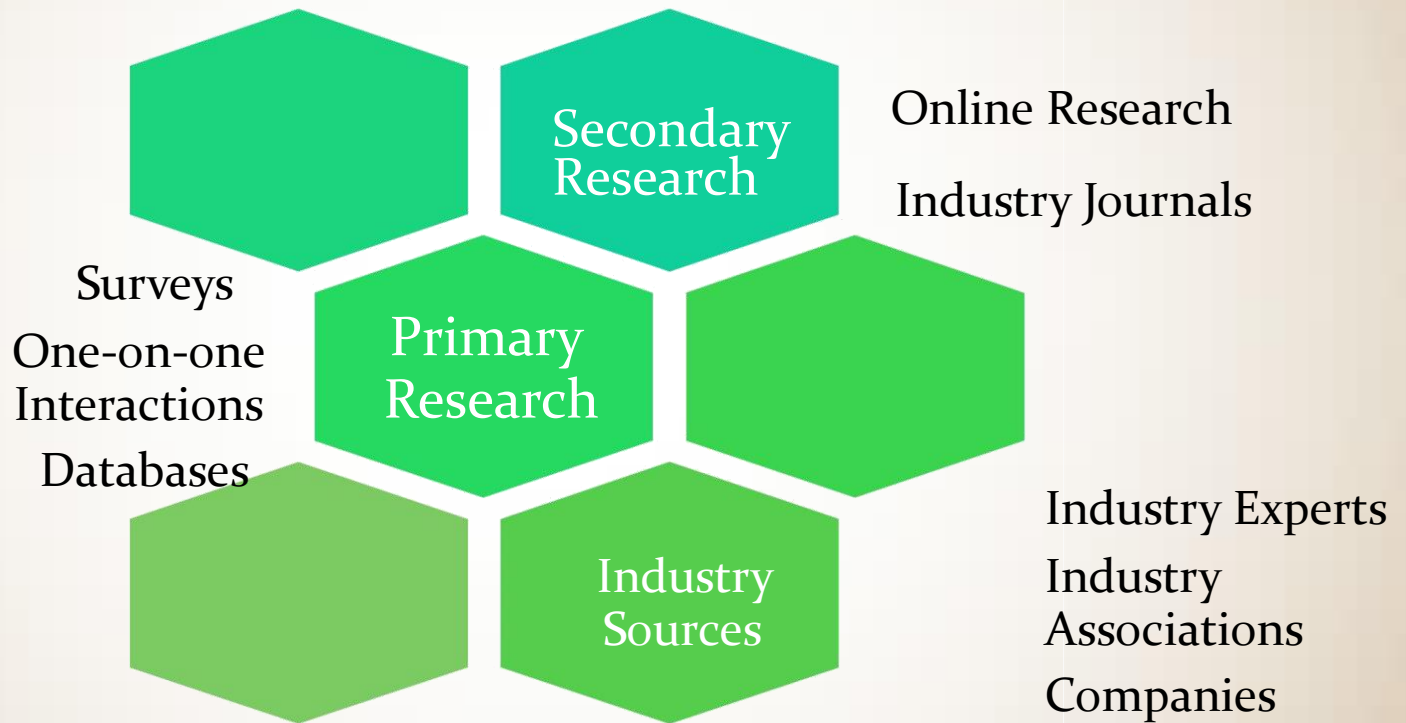 Secondary
Research
Online Research
Industry Journals
Surveys
One-on-one
Interactions
Databases
Primary
Research
Industry
Sources
Industry Experts
Industry
Associations
Companies